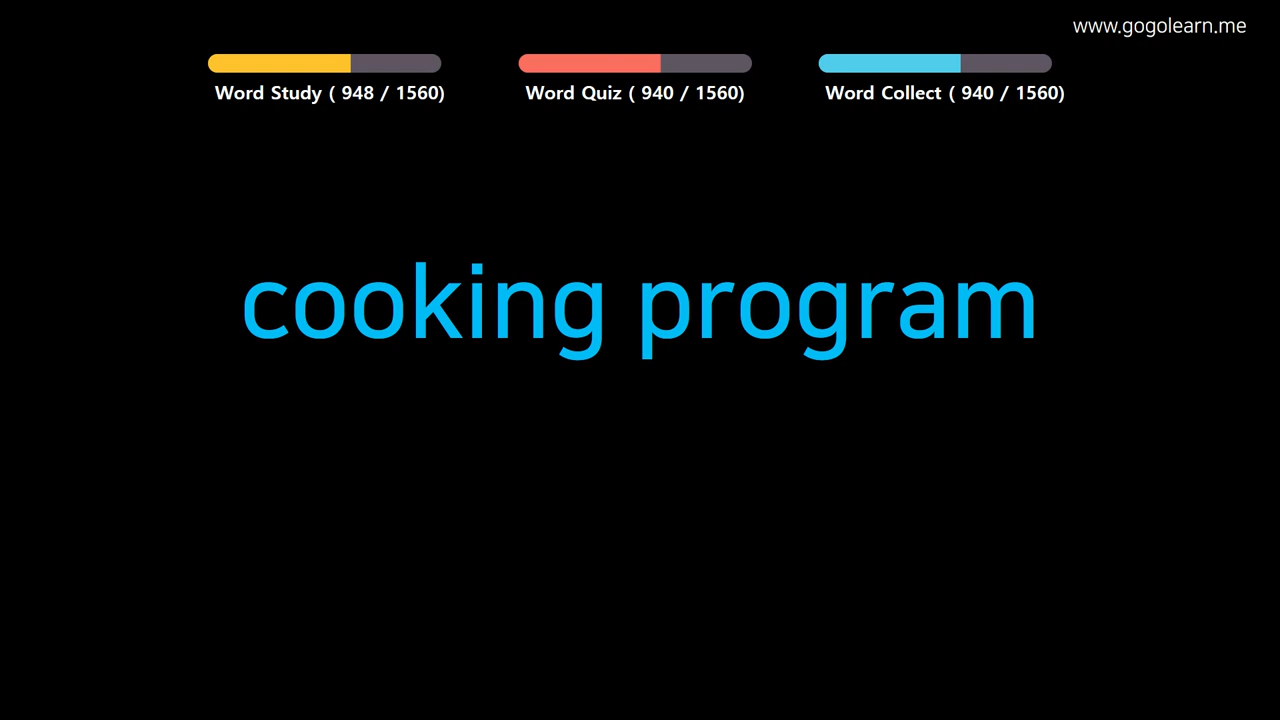 www.gogolearn.me
Word Study ( 948 / 1560)
Word Quiz ( 940 / 1560)
Word Collect ( 940 / 1560)
cooking program